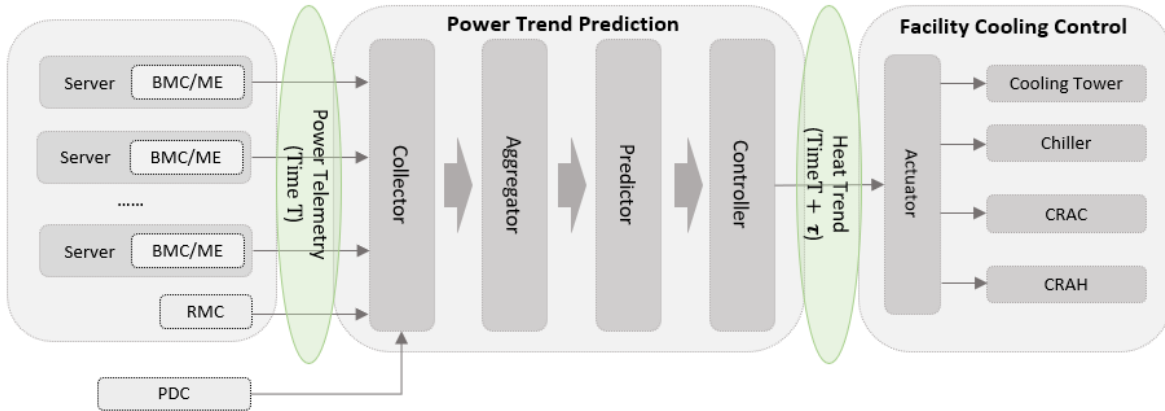 Power Trend Prediction
Facility Cooling Control
Server BMC/ME
Server BMC/ME
......
Server BMC/ME
RMC
PDC
Power Telemetry
(Time T)
Collector
Aggregator
Predictor
Controller
Heat Trend
(TimeT + τ)
Actuator
Cooling Tower
Chiller
CRAC
CRAH